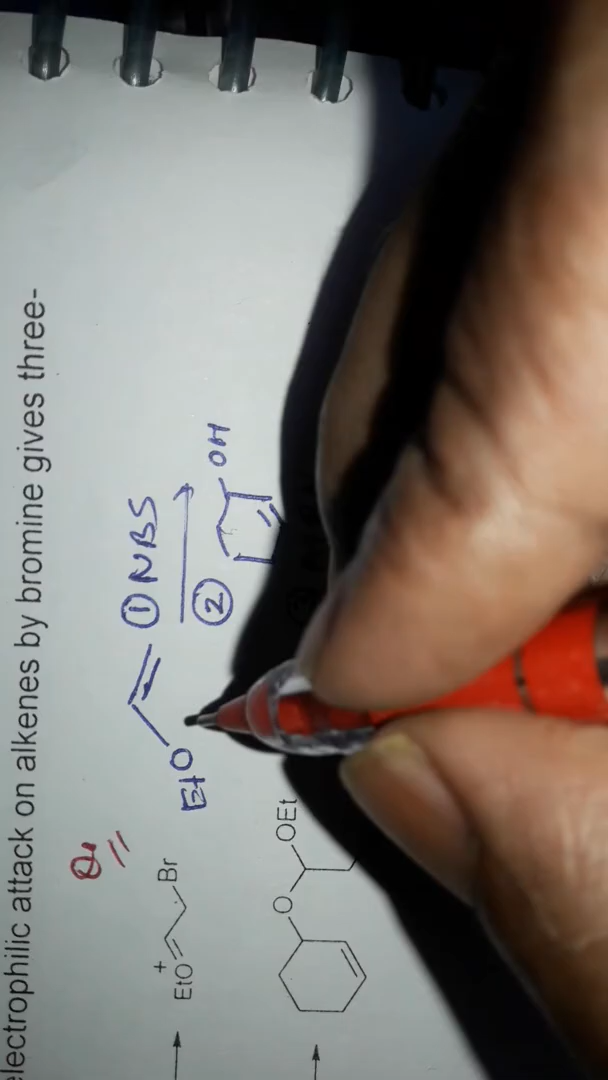 electrophilic attack on alkenes by bromine gives three-
Q.
EtO ① NBS
②
OH
EtO + Br
O OEt